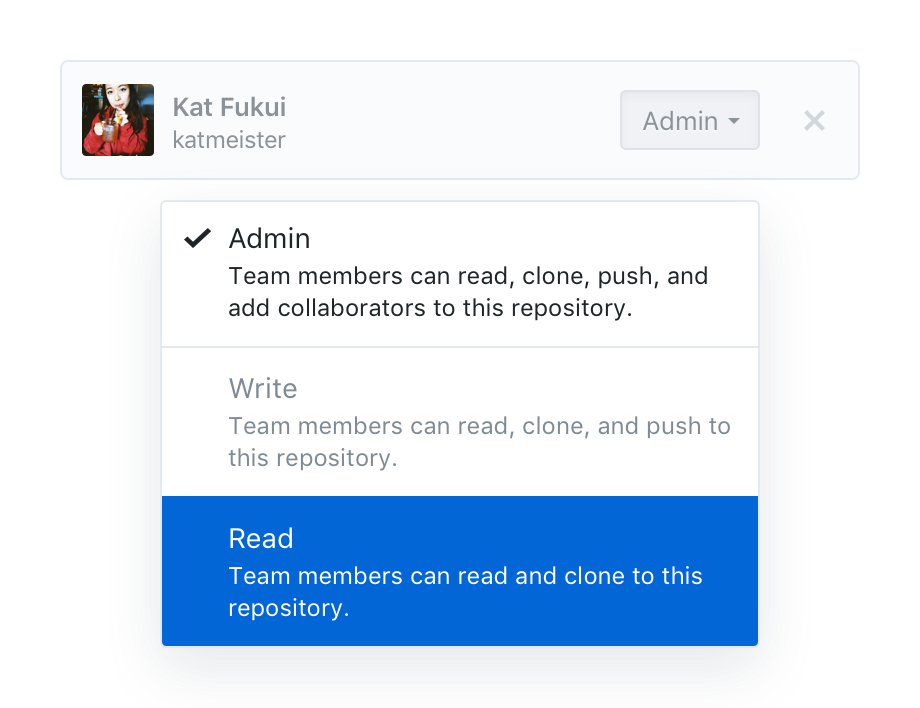 Kat Fukui
katmeister
Admin
Admin
Team members can read, clone, push, and
add collaborators to this repository.
Write
Team members can read, clone, and push to
this repository.
Read
Team members can read and clone to this
repository.